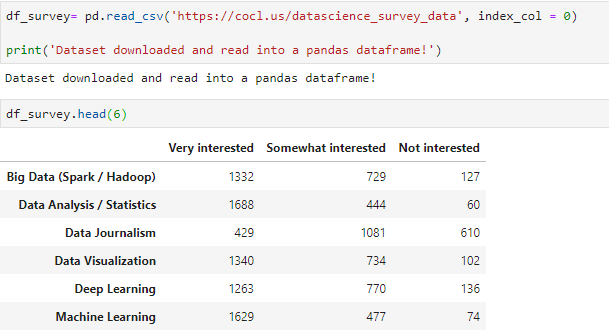 df_survey= pd.read_csv('https://cocl.us/datascience_survey_data', index_col = 0)
print('Dataset downloaded and read into a pandas dataframe!')
Dataset downloaded and read into a pandas dataframe!
df_survey.head(6)
Very interested Somewhat interested Not interested
Big Data (Spark / Hadoop) 1332 729 127
Data Analysis / Statistics 1688 444 60
Data Journalism 429 1081 610
Data Visualization 1340 734 102
Deep Learning 1263 770 136
Machine Learning 1629 477 74